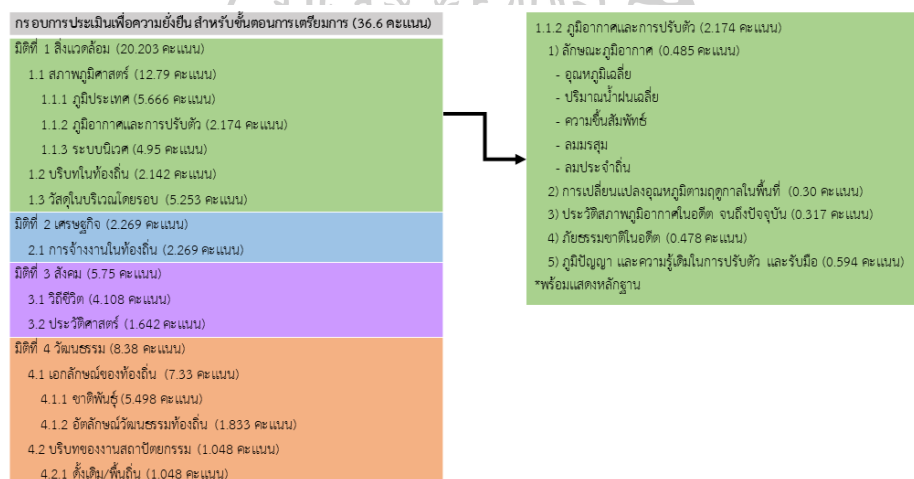 กรอบการประเมินเพื่อความยั่งยืน สำหรับขั้นตอนการเตรียมการ (36.6 คะแนน)
มิติที่ 1 สิ่งแวดล้อม (20.203 คะแนน)
1.1 สภาพภูมิศาสตร์ (12.79 คะแนน)
1.1.1 ภูมิประเทศ (5.666 คะแนน)
1.1.2 ภูมิอากาศและการปรับตัว (2.174 คะแนน)
1.1.3 ระบบนิเวศ (4.95 คะแนน)
1.2 บริบทในท้องถิ่น (2.142 คะแนน)
1.3 วัสดุในบริเวณโดยรอบ (5.253 คะแนน)
มิติที่ 2 เศรษฐกิจ (2.269 คะแนน)
2.1 การจ้างงานในท้องถิ่น (2.269 คะแนน)
มิติที่ 3 สังคม (5.75 คะแนน)
3.1 วิถีชีวิต (4.108 คะแนน)
3.2 ประวัติศาสตร์ (1.642 คะแนน)
มิติที่ 4 วัฒนธรรม (8.38 คะแนน)
4.1 เอกลักษณ์ของท้องถิ่น (7.33 คะแนน)
4.1.1 ชาติพันธุ์ (5.498 คะแนน)
4.1.2 อัตลักษณ์วัฒนธรรมท้องถิ่น (1.833 คะแนน)
4.2 บริบทของงานสถาปัตยกรรม (1.048 คะแนน)
4.2.1 ดั้งเดิม/พื้นถิ่น (1.048 คะแนน)
1.1.2 ภูมิอากาศและการปรับตัว (2.174 คะแนน)
1) ลักษณะภูมิอากาศ (0.485 คะแนน)
- อุณหภูมิเฉลี่ย
- ปริมาณน้ำฝนเฉลี่ย
- ความชื้นสัมพัทธ์
- ลมมรสุม
- ลมประจำถิ่น
2) การเปลี่ยนแปลงอุณหภูมิตามฤดูกาลในพื้นที่ (0.30 คะแนน)
3) ประวัติสภาพภูมิอากาศในอดีต จนถึงปัจจุบัน (0.317 คะแนน)
4) ภัยธรรมชาติในอดีต (0.478 คะแนน)
5) ภูมิปัญญา และความรู้เดิมในการปรับตัว และรับมือ (0.594 คะแนน)
*พร้อมแสดงหลักฐาน